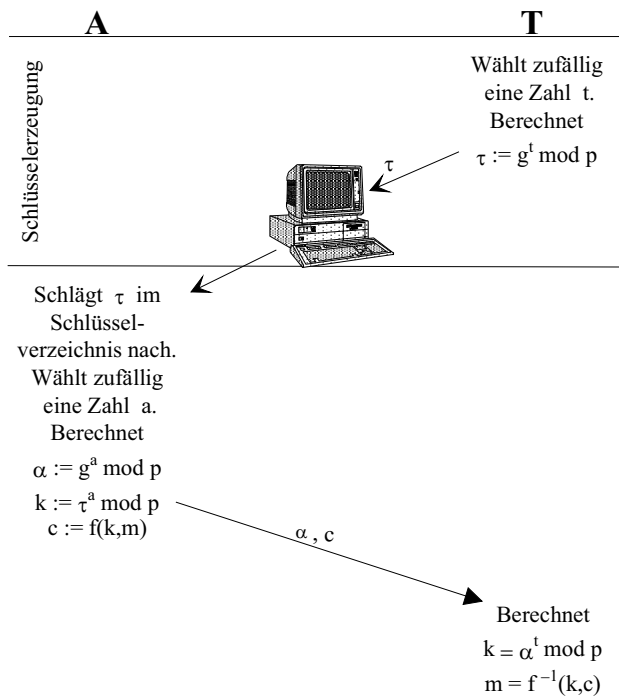 A
T
Schlüsselerzeugung
Wählt zufällig
eine Zahl t.
Berechnet
τ := g^t mod p
τ
Schlägt τ im
Schlüssel-
verzeichnis nach.
Wählt zufällig
eine Zahl a.
Berechnet
α := g^a mod p
k := τ^a mod p
c := f(k,m)
α , c
Berechnet
k = α^t mod p
m = f^-1(k,c)